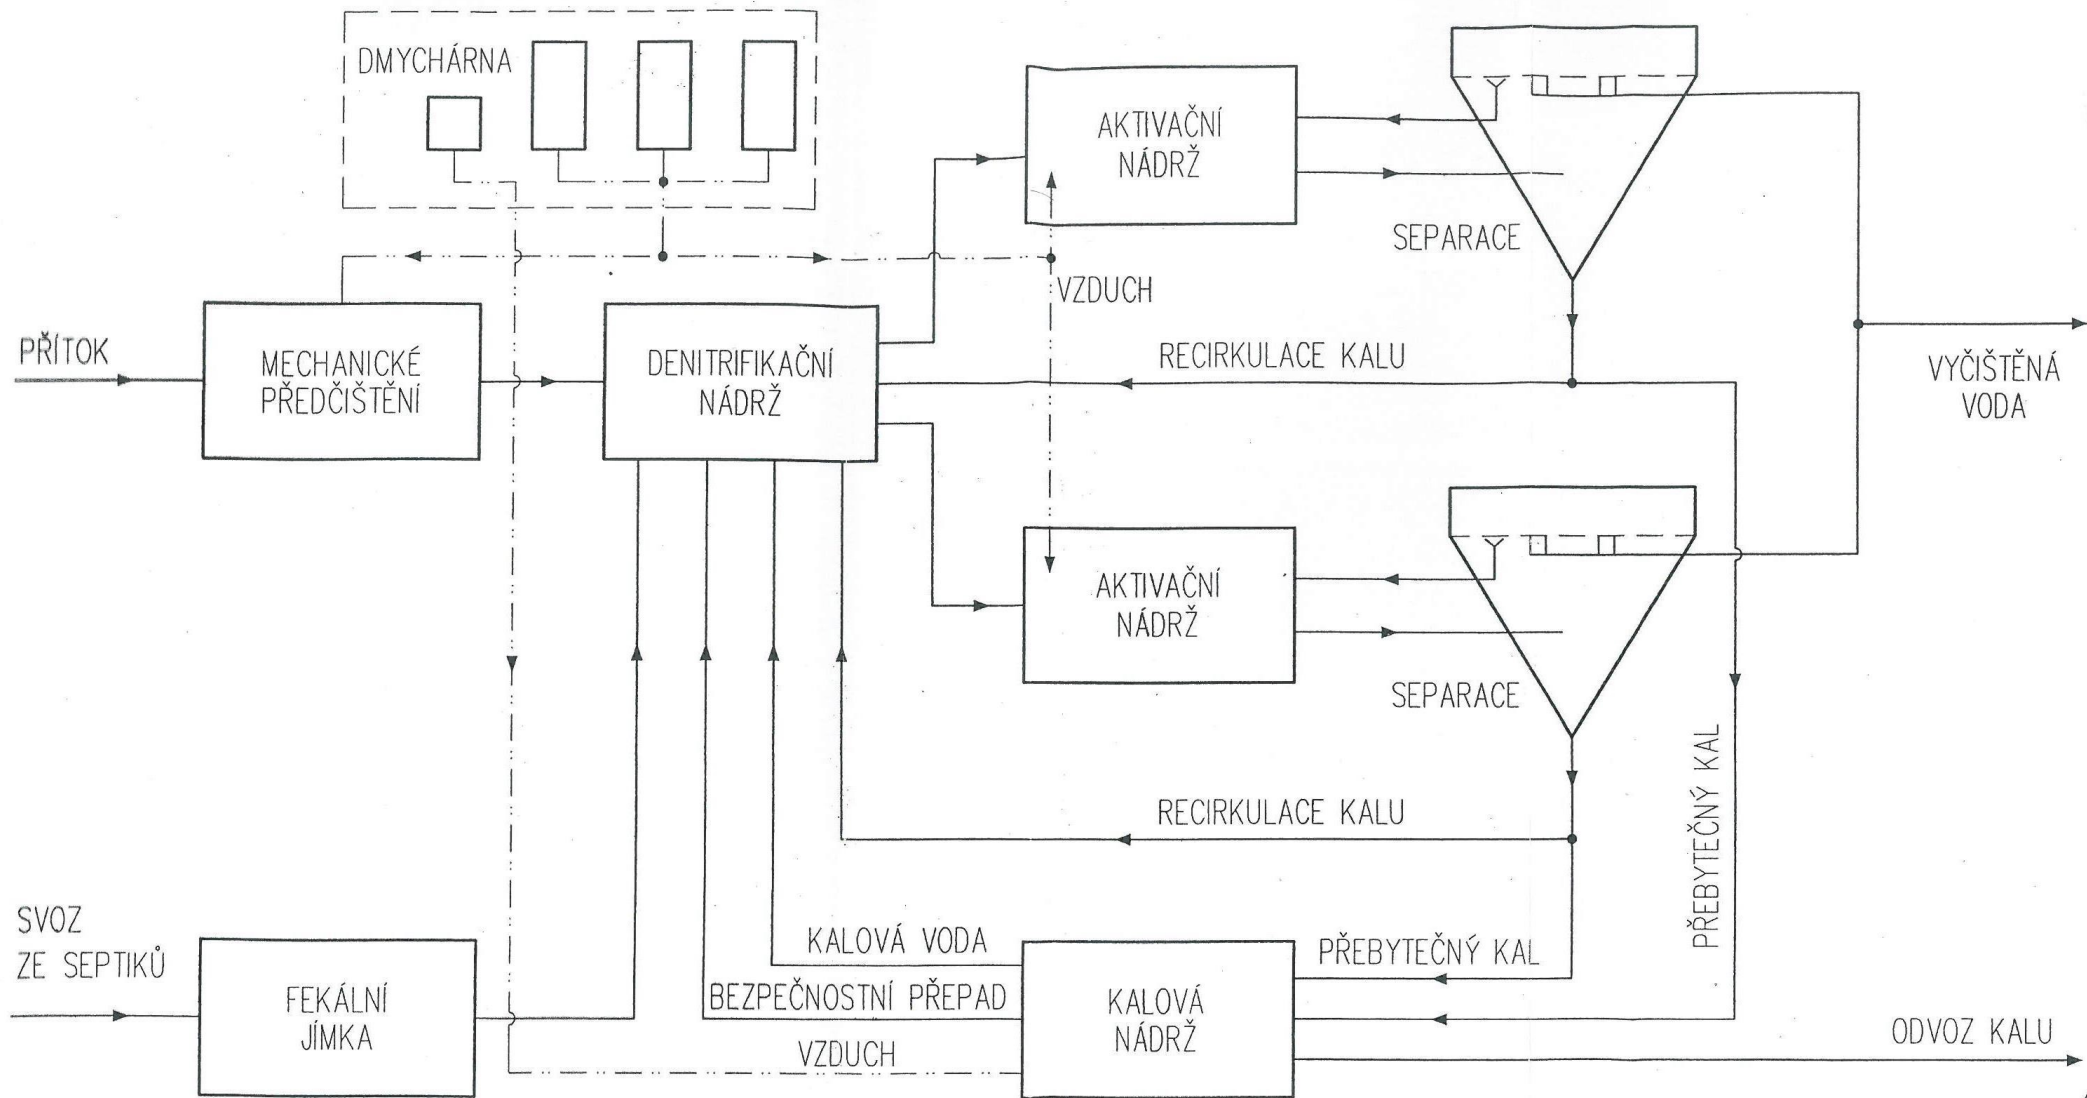 DMYCHÁRNA
AKTIVAČNÍ
NÁDRŽ
SEPARACE
VZDUCH
PŘÍTOK
MECHANICKÉ
PŘEDČIŠTĚNÍ
DENITRIFIKAČNÍ
NÁDRŽ
RECIRKULACE KALU
VYČIŠTĚNÁ
VODA
AKTIVAČNÍ
NÁDRŽ
SEPARACE
PŘEBYTEČNÝ KAL
RECIRKULACE KALU
SVOZ
ZE SEPTIKŮ
FEKÁLNÍ
JÍMKA
KALOVÁ VODA
BEZPEČNOSTNÍ PŘEPAD
VZDUCH
PŘEBYTEČNÝ KAL
KALOVÁ
NÁDRŽ
ODVOZ KALU